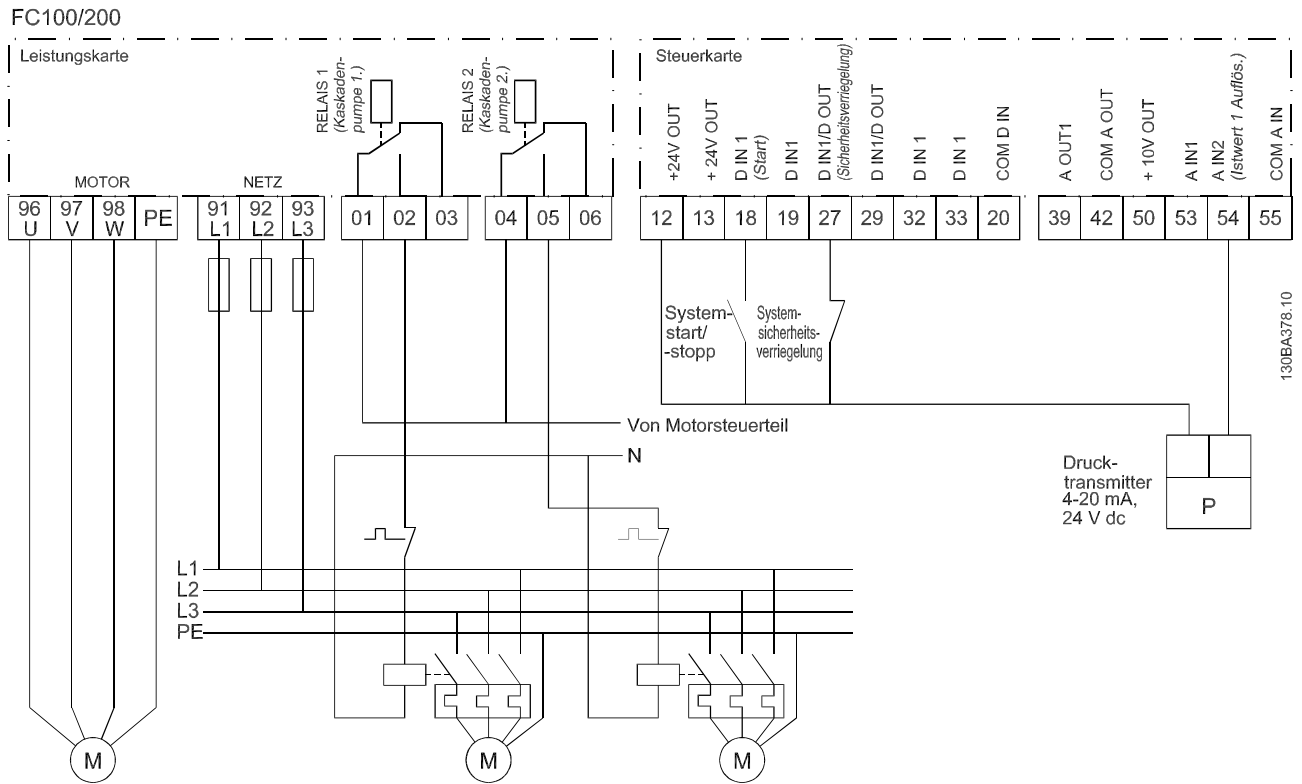 FC100/200
Leistungskarte
Steuerkarte
RELAIS 1
(Kaskaden-
pumpe 1.)
RELAIS 2
(Kaskaden-
pumpe 2.)
+24V OUT
+ 24V OUT
D IN 1
(Start)
D IN1
D IN1/D OUT
(Sicherheitsverriegelung)
D IN1/D OUT
D IN 1
D IN 1
COM D IN
A OUT1
COM A OUT
+ 10V OUT
A IN1
A IN2
(Istwert 1 Auflös.)
COM A IN
MOTOR
NETZ
96 97 98 PE
U V W
91 92 93
L1 L2 L3
01 02 03
04 05 06
12 13 18 19 27 29 32 33 20
39 42 50 53 54 55
System-
start/
-stopp
System-
sicherheits-
verriegelung
130BA378.10
Von Motorsteuerteil
N
Druck-
transmitter
4-20 mA,
24 V dc
P
L1
L2
L3
PE
M
M
M